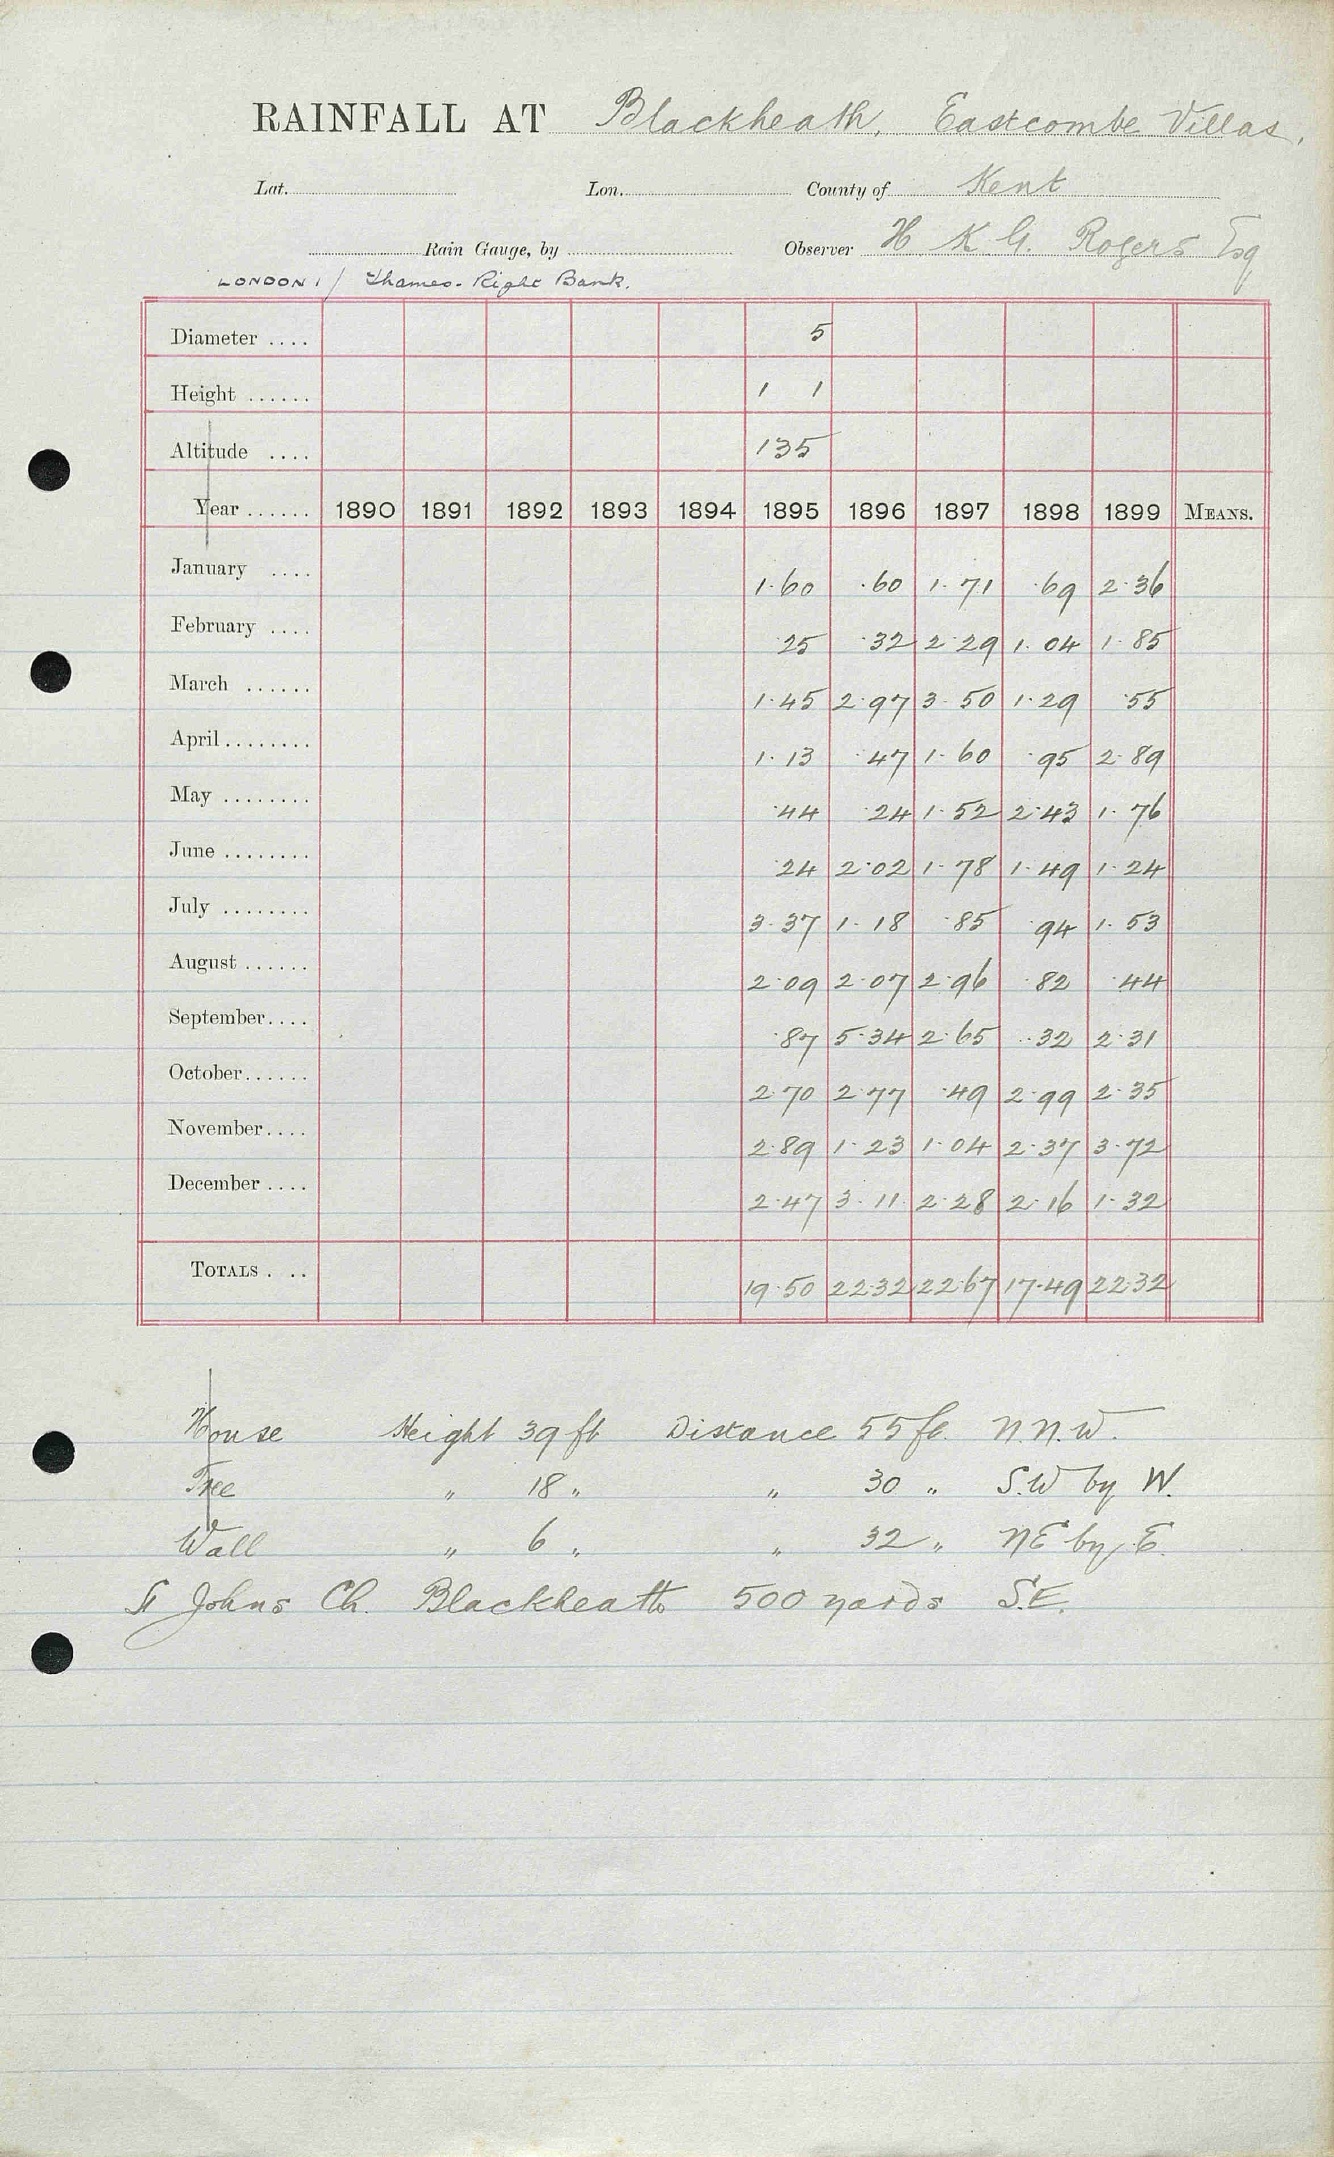 RAINFALL AT Blackheath, Eastcombe Villas,
Lat. Lon. County of Kent
Rain Gauge, by Observer H. K. G. Rogers Esq
LONDON 1/ Thames. Right Bank.
Diameter .... 5
Height ...... 1 1
Altitude .... 135
Year ...... 1890 1891 1892 1893 1894 1895 1896 1897 1898 1899 MEANS.
January .... 1.60 .60 1.71 .69 2.36
February .... .25 .32 2.29 1.04 1.85
March ...... 1.45 2.97 3.50 1.29 .55
April ........ 1.13 .47 1.60 .95 2.89
May ........ .44 .24 1.52 2.43 1.76
June ........ .24 2.02 1.78 1.49 1.24
July ........ 3.37 1.18 .85 .94 1.53
August ...... 2.09 2.07 2.96 .82 .44
September.... .87 5.34 2.65 .32 2.31
October...... 2.70 2.77 .49 2.99 2.35
November.... 2.89 1.23 1.04 2.37 3.72
December .... 2.47 3.11 2.28 2.16 1.32
TOTALS . .. 19.50 22.32 22.67 17.49 22.32
House Height 39 ft Distance 55 ft. N.N.W.
Tree " 18 " " 30 " S.W by W.
Wall " 6 " " 32 " NE by E.
St Johns Ch. Blackheath 500 yards S.E.